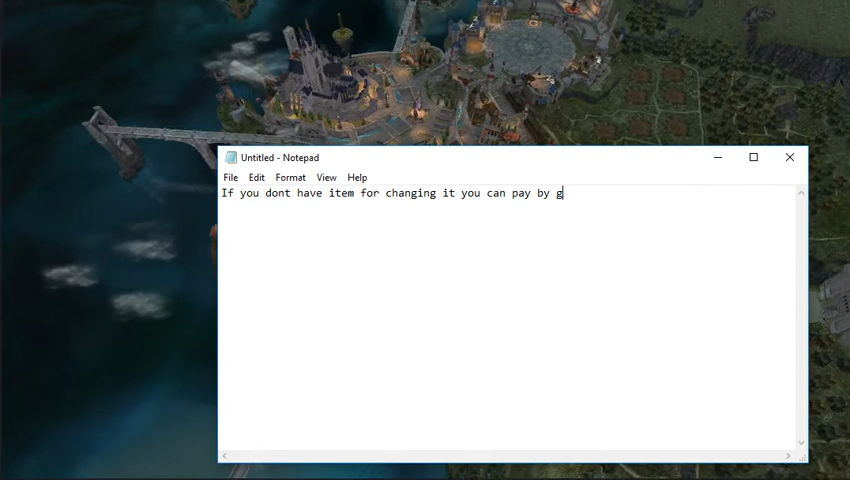 Untitled - Notepad
File Edit Format View Help
If you dont have item for changing it you can pay by g